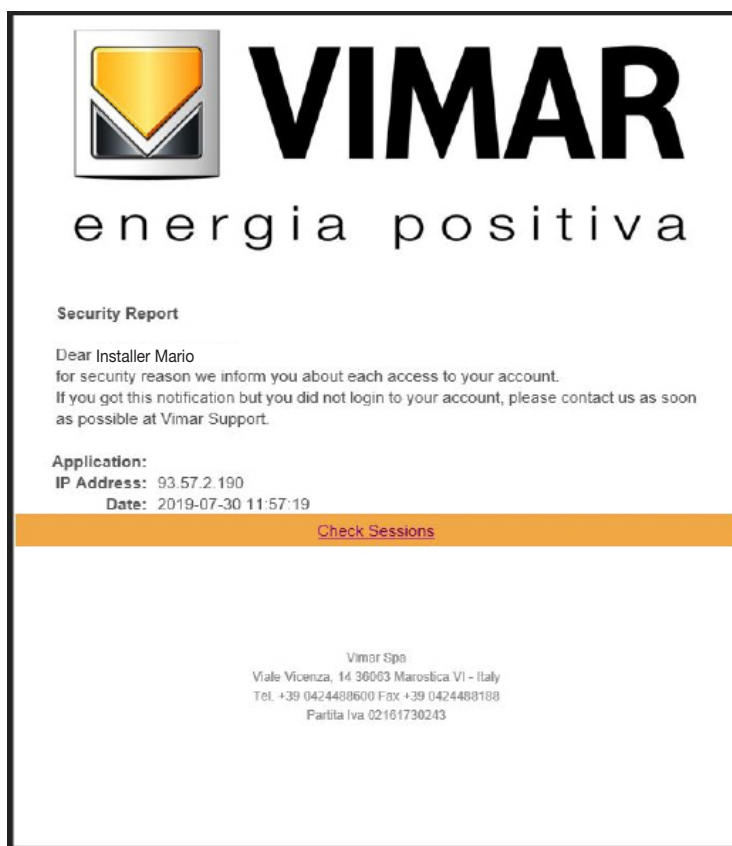 VIMAR
energia positiva
Security Report
Dear Installer Mario
for security reason we inform you about each access to your account.
If you got this notification but you did not login to your account, please contact us as soon
as possible at Vimar Support.
Application:
IP Address: 93.57.2.190
Date: 2019-07-30 11:57:19
Check Sessions
Vimar Spa
Viale Vicenza, 14 36063 Marostica VI - Italy
Tel. +39 0424488600 Fax +39 0424488188
Partita Iva 02161730243